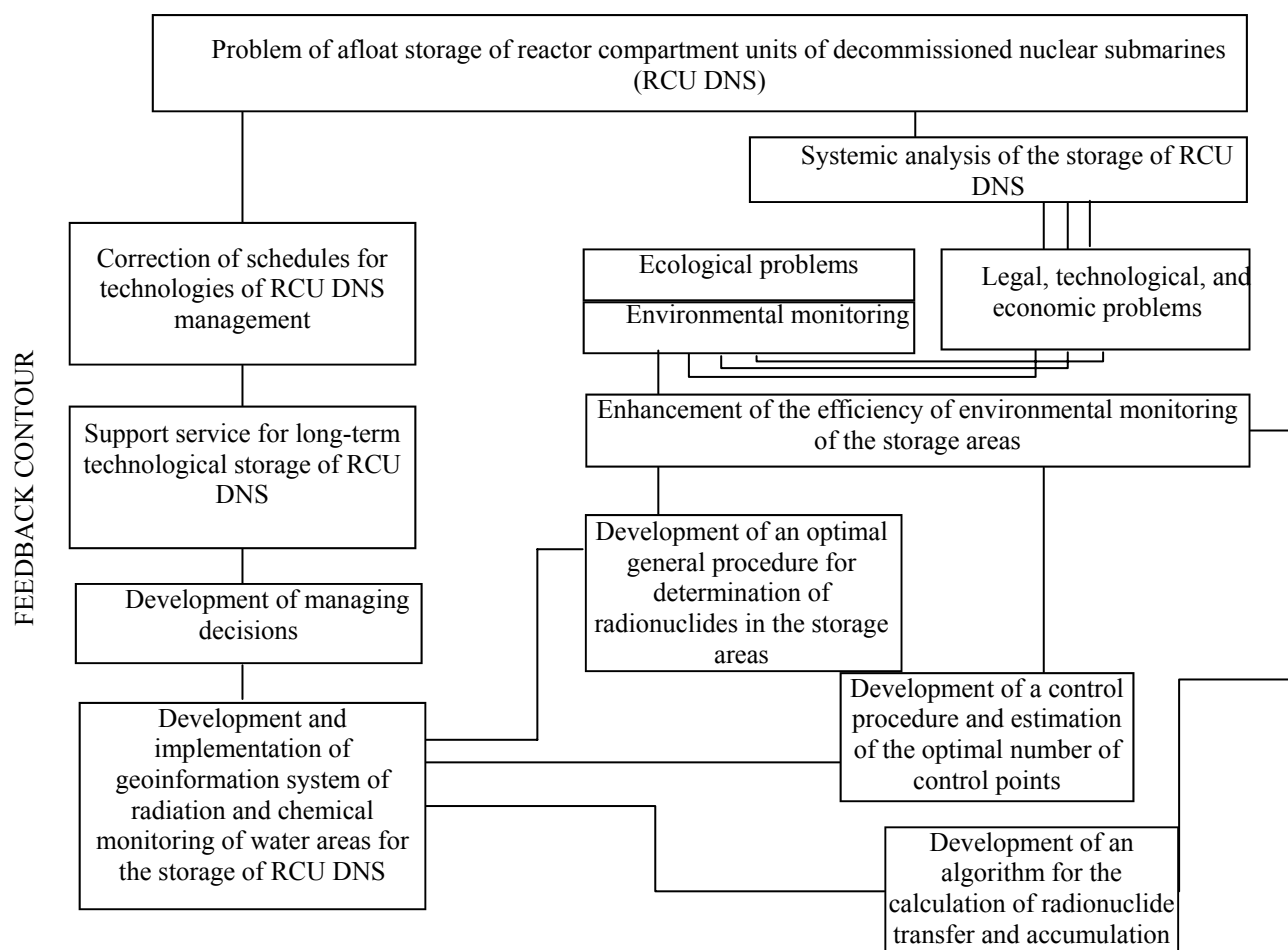 Problem of afloat storage of reactor compartment units of decommissioned nuclear submarines
(RCU DNS)
Systemic analysis of the storage of RCU
DNS
Correction of schedules for
technologies of RCU DNS
management
Ecological problems
Environmental monitoring
Legal, technological, and
economic problems
FEEDBACK CONTOUR
Support service for long-term
technological storage of RCU
DNS
Enhancement of the efficiency of environmental monitoring
of the storage areas
Development of an optimal
general procedure for
determination of
radionuclides in the storage
areas
Development of managing
decisions
Development and
implementation of
geoinformation system of
radiation and chemical
monitoring of water areas for
the storage of RCU DNS
Development of a control
procedure and estimation
of the optimal number of
control points
Development of an
algorithm for the
calculation of radionuclide
transfer and accumulation